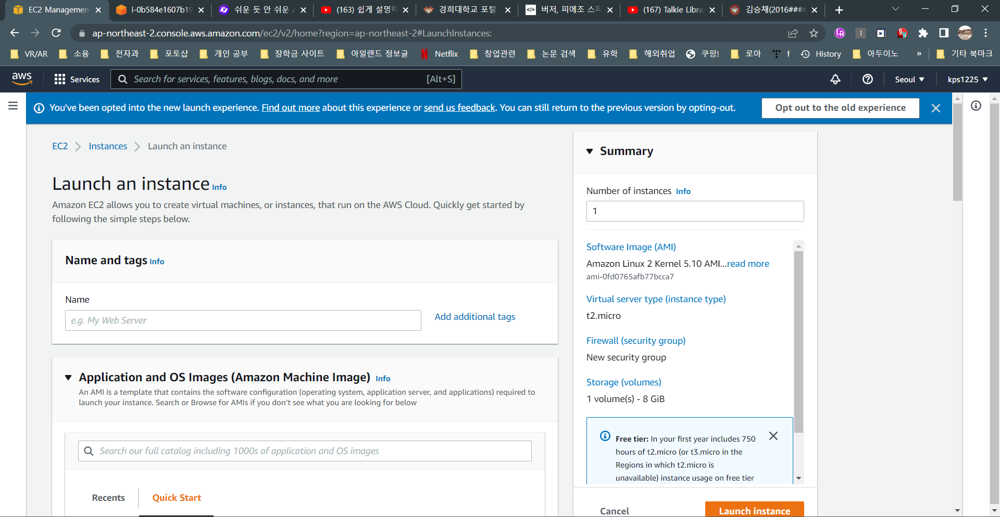 EC2 Managemen
i-0b584e1607b19
쉬운 듯 안 쉬운
(163) 쉽게 설명하
경희대학교 포털
버저, 피에조 스피
(167) Talkie Libra
김승채(2016###
ap-northeast-2.console.aws.amazon.com/ec2/v2/home?region=ap-northeast-2#LaunchInstances:
VR/AR
소융
전자과
포토샵
개인 공부
장학금 사이트
아일랜드 정보글
Netflix
창업관련
논문 검색
유학
해외취업
쿠팡!
로아
f
History
아두이노
»
기타 북마크
aws
Services
Search for services, features, blogs, docs, and more
[Alt+S]
Seoul
kps1225
You've been opted into the new launch experience. Find out more about this experience or send us feedback. You can still return to the previous version by opting-out.
Opt out to the old experience
EC2
Instances
Launch an instance
Launch an instance Info
Amazon EC2 allows you to create virtual machines, or instances, that run on the AWS Cloud. Quickly get started by
following the simple steps below.
Name and tags Info
Name
e.g. My Web Server
Add additional tags
Application and OS Images (Amazon Machine Image) Info
An AMI is a template that contains the software configuration (operating system, application server, and applications) required to
launch your instance. Search or Browse for AMIs if you don't see what you are looking for below
Search our full catalog including 1000s of application and OS images
Recents
Quick Start
Summary
Number of instances Info
1
Software Image (AMI)
Amazon Linux 2 Kernel 5.10 AMI...read more
ami-0fd0765afb77bcca7
Virtual server type (instance type)
t2.micro
Firewall (security group)
New security group
Storage (volumes)
1 volume(s) - 8 GiB
Free tier: In your first year includes 750
hours of t2.micro (or t3.micro in the
Regions in which t2.micro is
unavailable) instance usage on free tier
Cancel
Launch instance